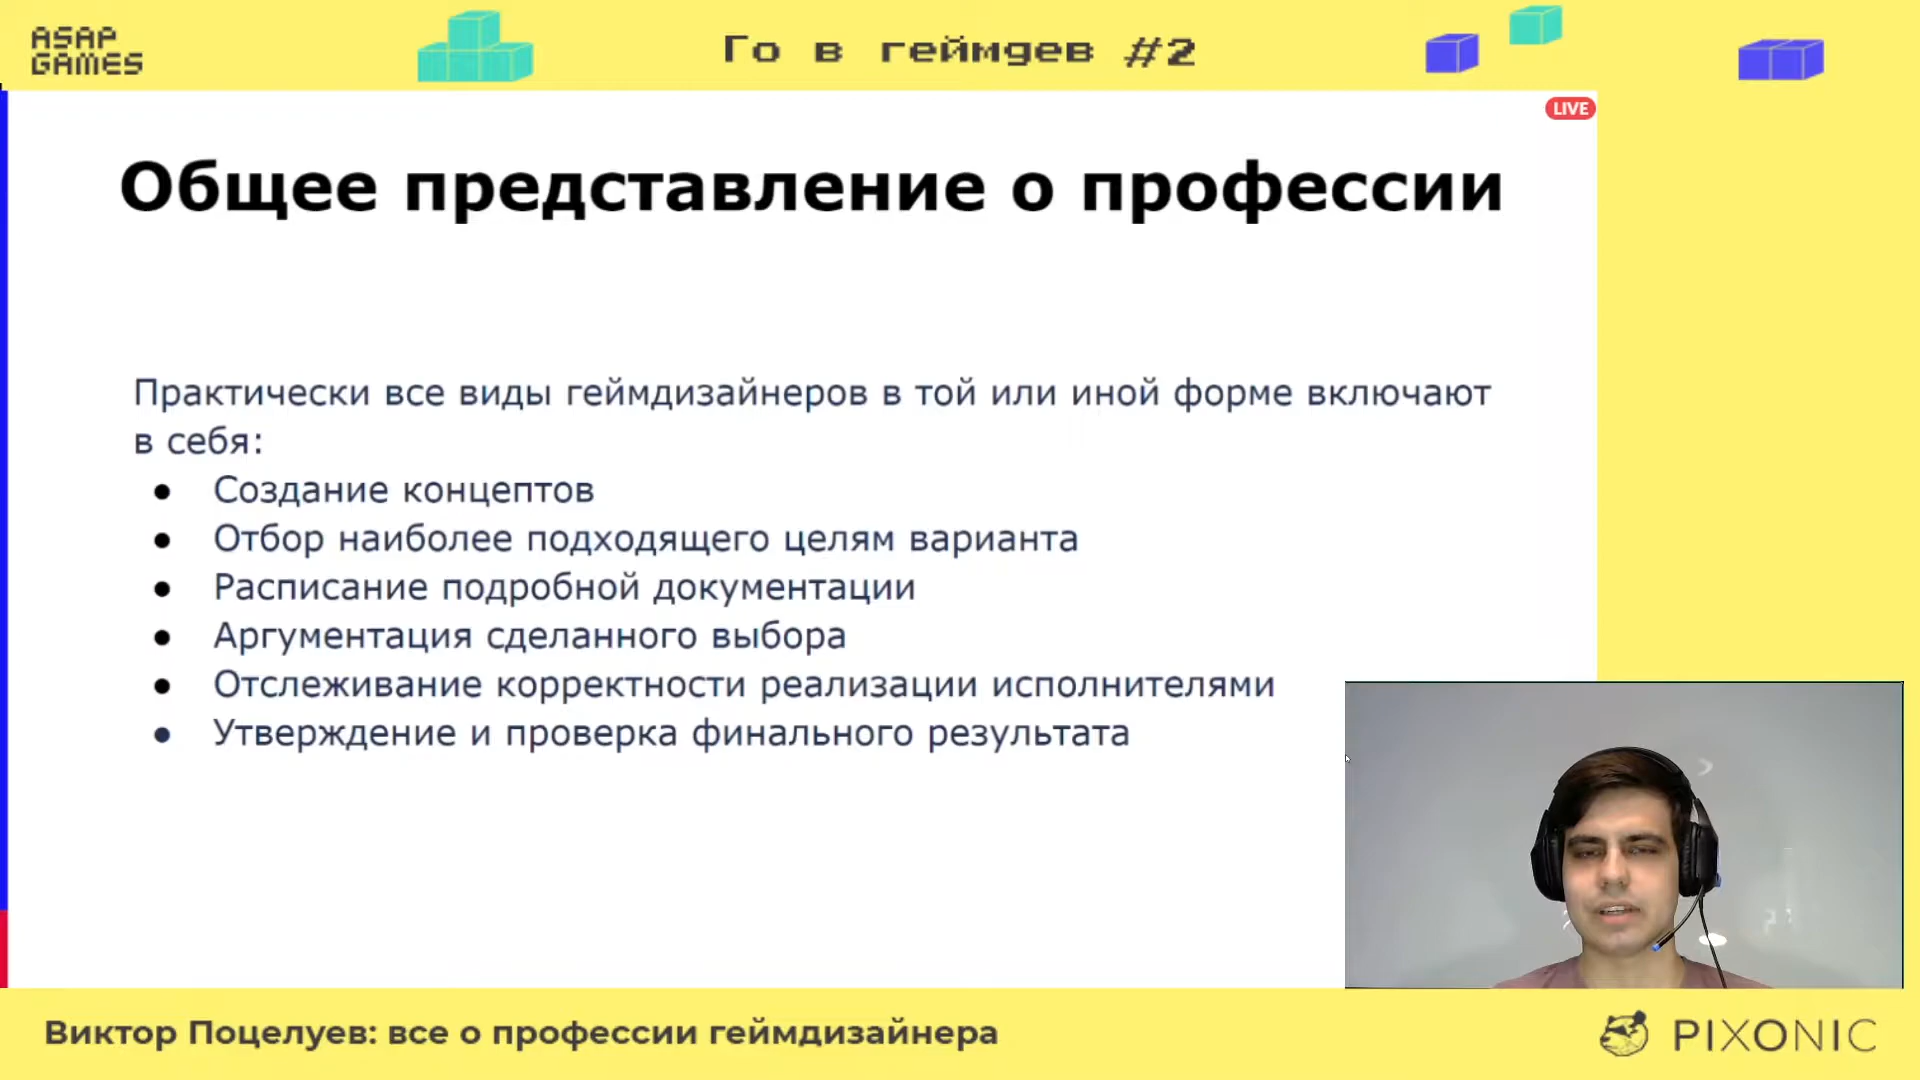 ASAP
GAMES
Го в геймдев #2
LIVE
Общее представление о профессии
Практически все виды геймдизайнеров в той или иной форме включают
в себя:
● Создание концептов
● Отбор наиболее подходящего целям варианта
● Расписание подробной документации
● Аргументация сделанного выбора
● Отслеживание корректности реализации исполнителями
● Утверждение и проверка финального результата
Виктор Поцелуев: все о профессии геймдизайнера
PIXONIC